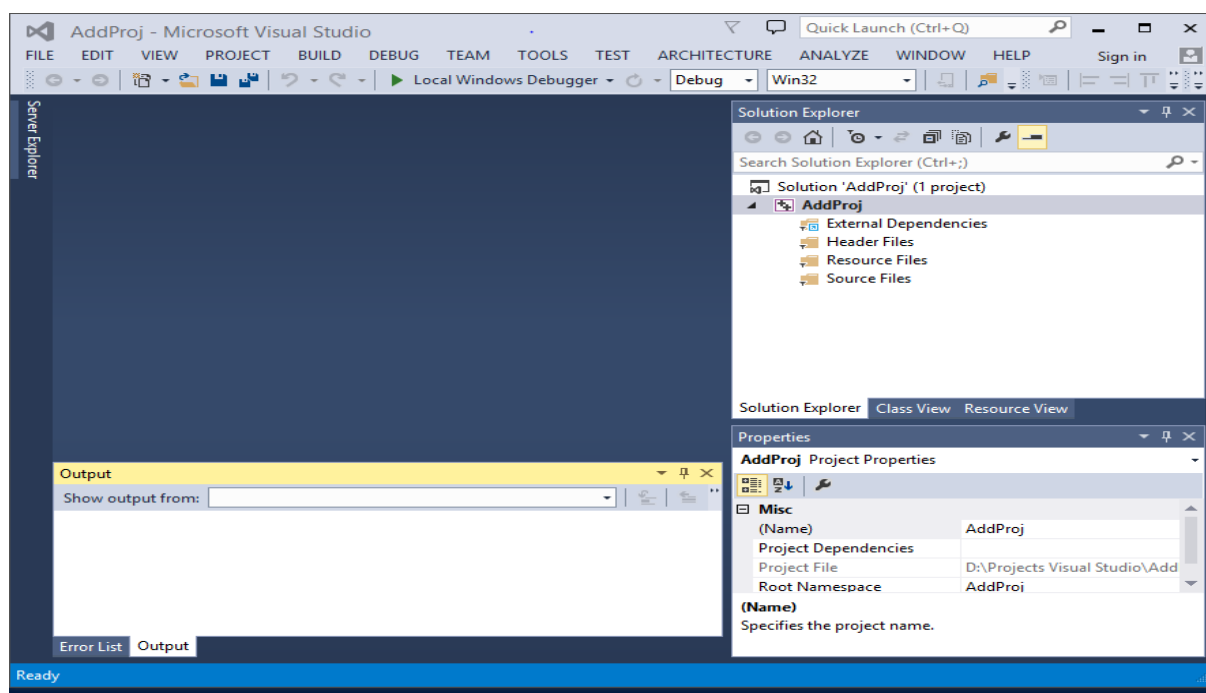 AddProj - Microsoft Visual Studio
Quick Launch (Ctrl+Q)
FILE EDIT VIEW PROJECT BUILD DEBUG TEAM TOOLS TEST ARCHITECTURE ANALYZE WINDOW HELP Sign in
Local Windows Debugger Debug Win32
Server Explorer
Solution Explorer
Search Solution Explorer (Ctrl+;)
Solution 'AddProj' (1 project)
AddProj
External Dependencies
Header Files
Resource Files
Source Files
Solution Explorer Class View Resource View
Output
Show output from:
Error List Output
Properties
AddProj Project Properties
Misc
(Name) AddProj
Project Dependencies
Project File D:\Projects Visual Studio\Add
Root Namespace AddProj
(Name)
Specifies the project name.
Ready